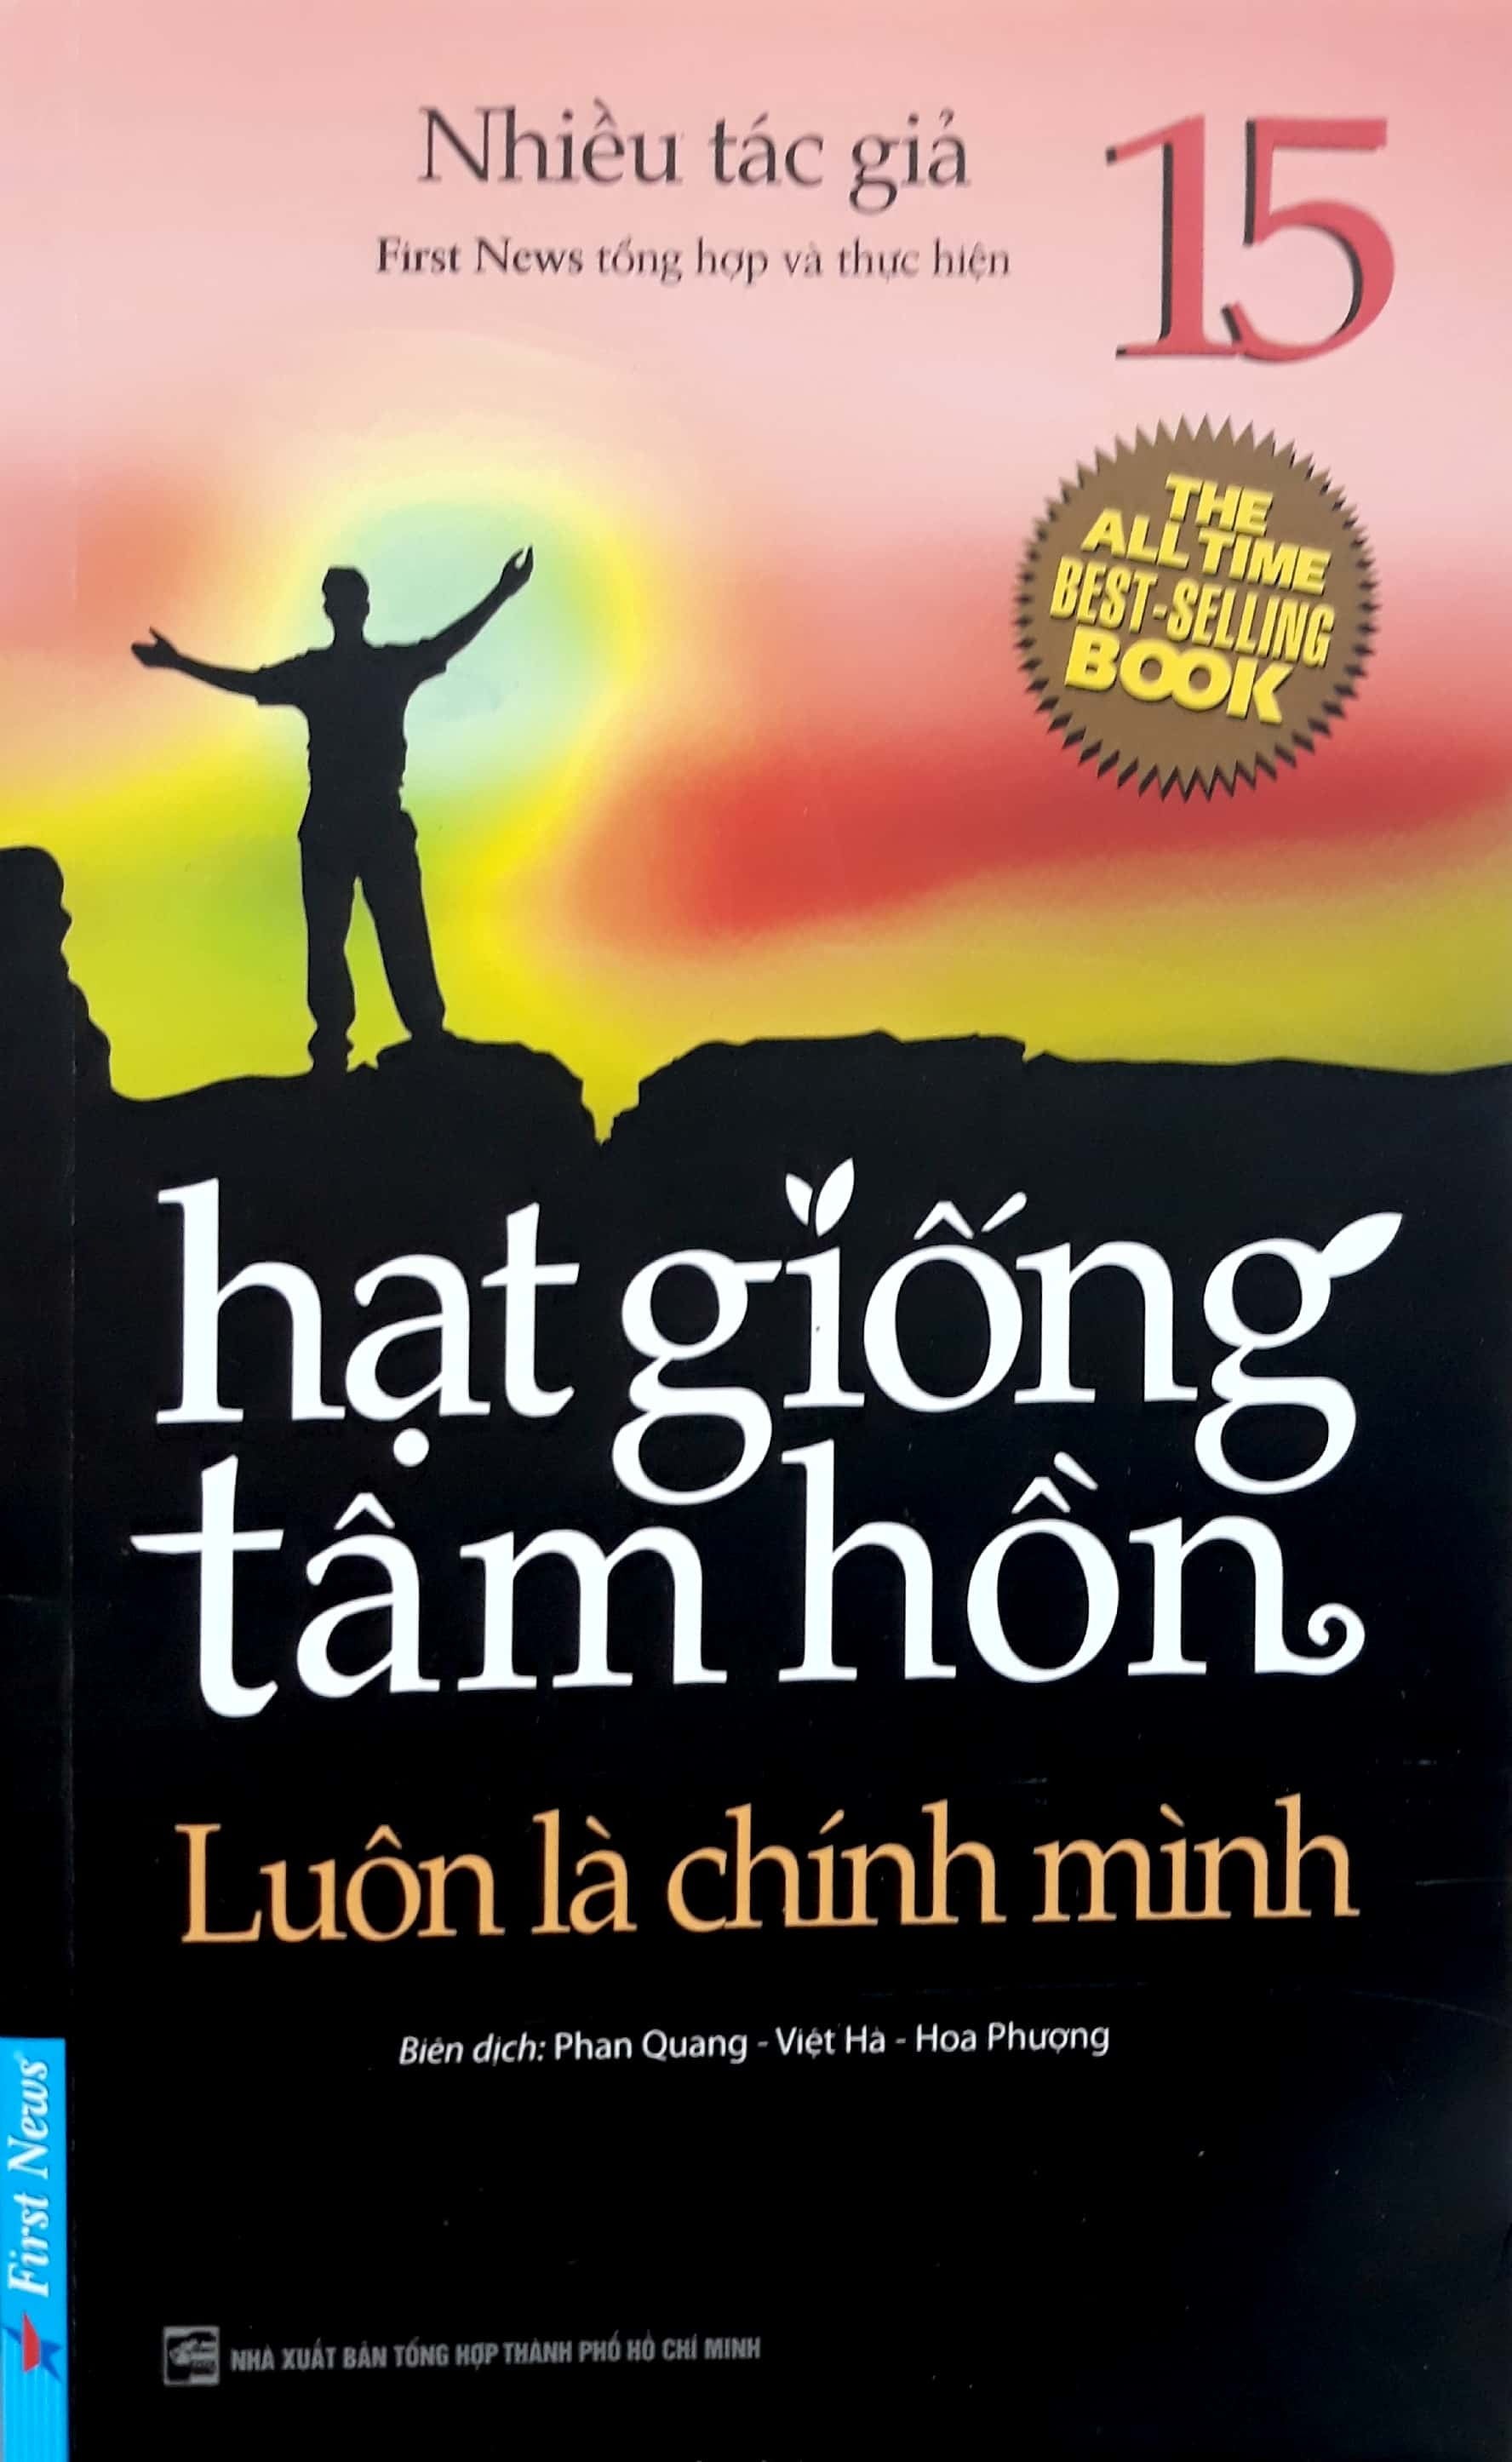 Nhiều tác giả
15
First News tổng hợp và thực hiện
THE
ALL TIME
BEST-SELLING
BOOK
hạt giống
tâm hồn
Luôn là chính mình
Biên dịch: Phan Quang - Việt Hà - Hoa Phượng
First News
NHÀ XUẤT BẢN TỔNG HỢP THÀNH PHỐ HỒ CHÍ MINH